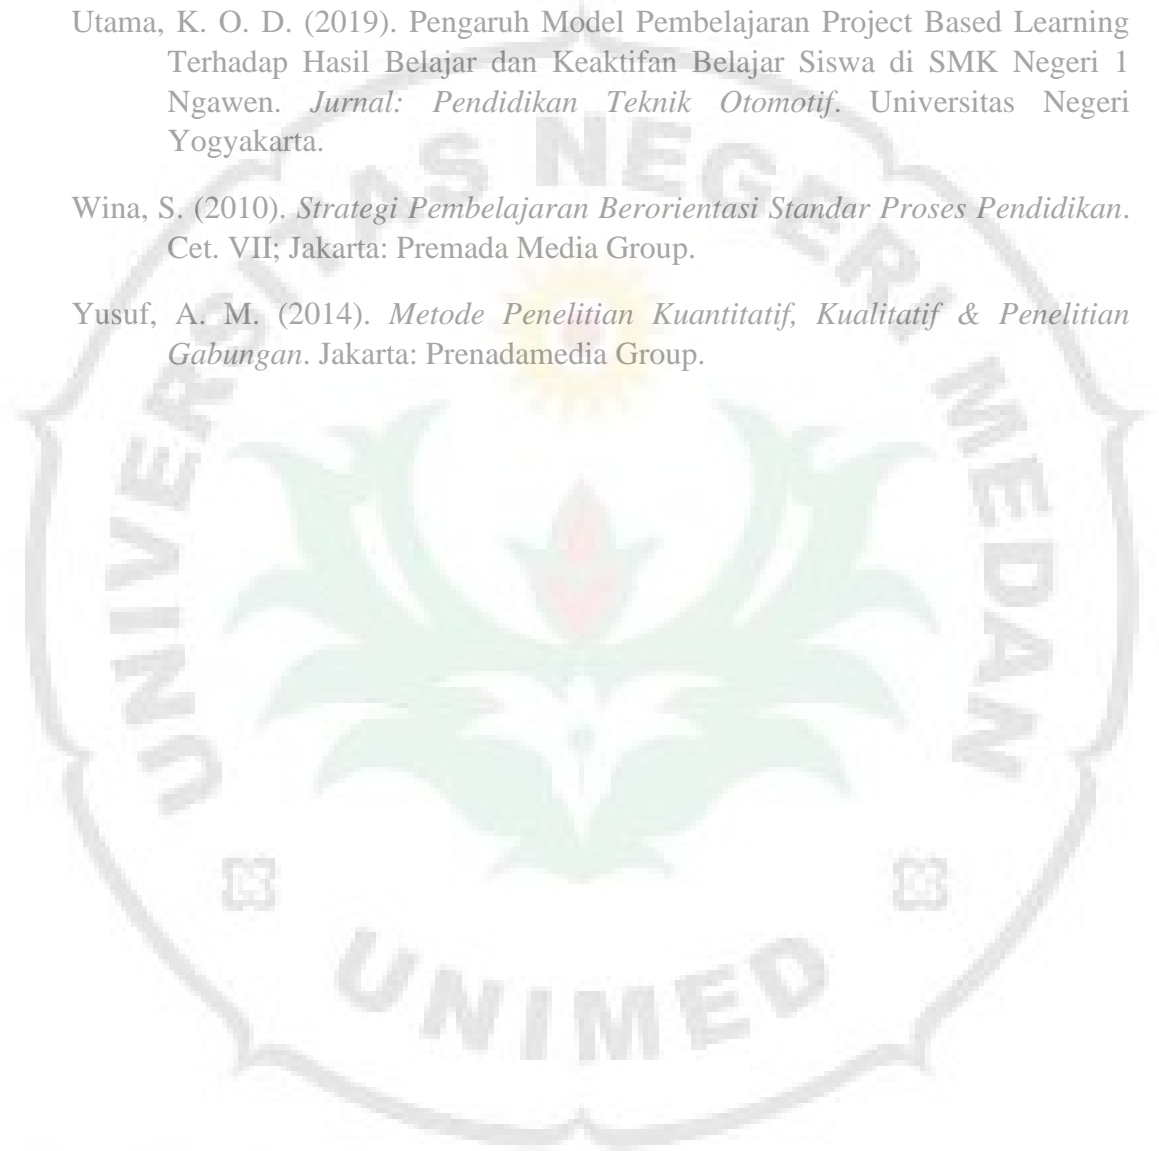 Utama, K. O. D. (2019). Pengaruh Model Pembelajaran Project Based Learning
Terhadap Hasil Belajar dan Keaktifan Belajar Siswa di SMK Negeri 1
Ngawen. Jurnal: Pendidikan Teknik Otomotif. Universitas Negeri
Yogyakarta.
Wina, S. (2010). Strategi Pembelajaran Berorientasi Standar Proses Pendidikan.
Cet. VII; Jakarta: Premada Media Group.
Yusuf, A. M. (2014). Metode Penelitian Kuantitatif, Kualitatif & Penelitian
Gabungan. Jakarta: Prenadamedia Group.
UNIVERSITAS NEGERI MEDAN
UNIMED